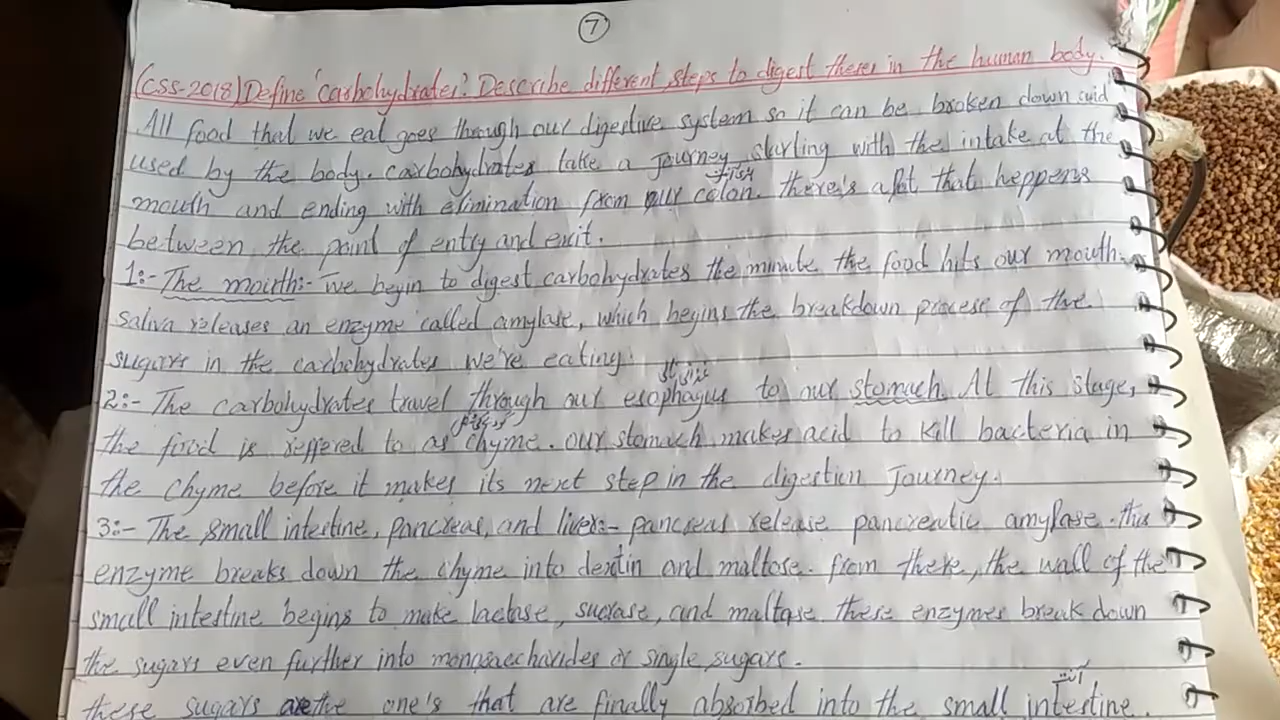 7
(CSS-2018) Define 'carbohydrates'? Describe different steps to digest theses in the human body.
All food that we eat goes through our digestive system so it can be broken down and
used by the body. carbohydrates take a journey starting with the intake at the
mouth and ending with elimination from our colon. there's a lot that heppens
between the point of entry and exit.
1:- The mouth:- we begin to digest carbohydrates the minute the food hits our mouth.
Saliva releases an enzyme called amylase, which begins the breakdown process of the
sugars in the carbohydrates we're eating.
2:- The carbohydrates travel through our esophagus to our stomach. At this stage,
the food is reffered to as chyme. our stomach makes acid to kill bacteria in
the chyme before it makes its next step in the digestion Journey.
3:- The small intestine, pancreas, and liver:- pancreas release pancreatic amylase. this
enzyme breaks down the chyme into dextin and maltose. from there, the wall of the
small intestine begins to make lactase, sucrase, and maltase. these enzymes break down
the sugars even further into monosaccharides or single sugars.
آنت
these sugars are the one's that are finally absorbed into the small intestine.